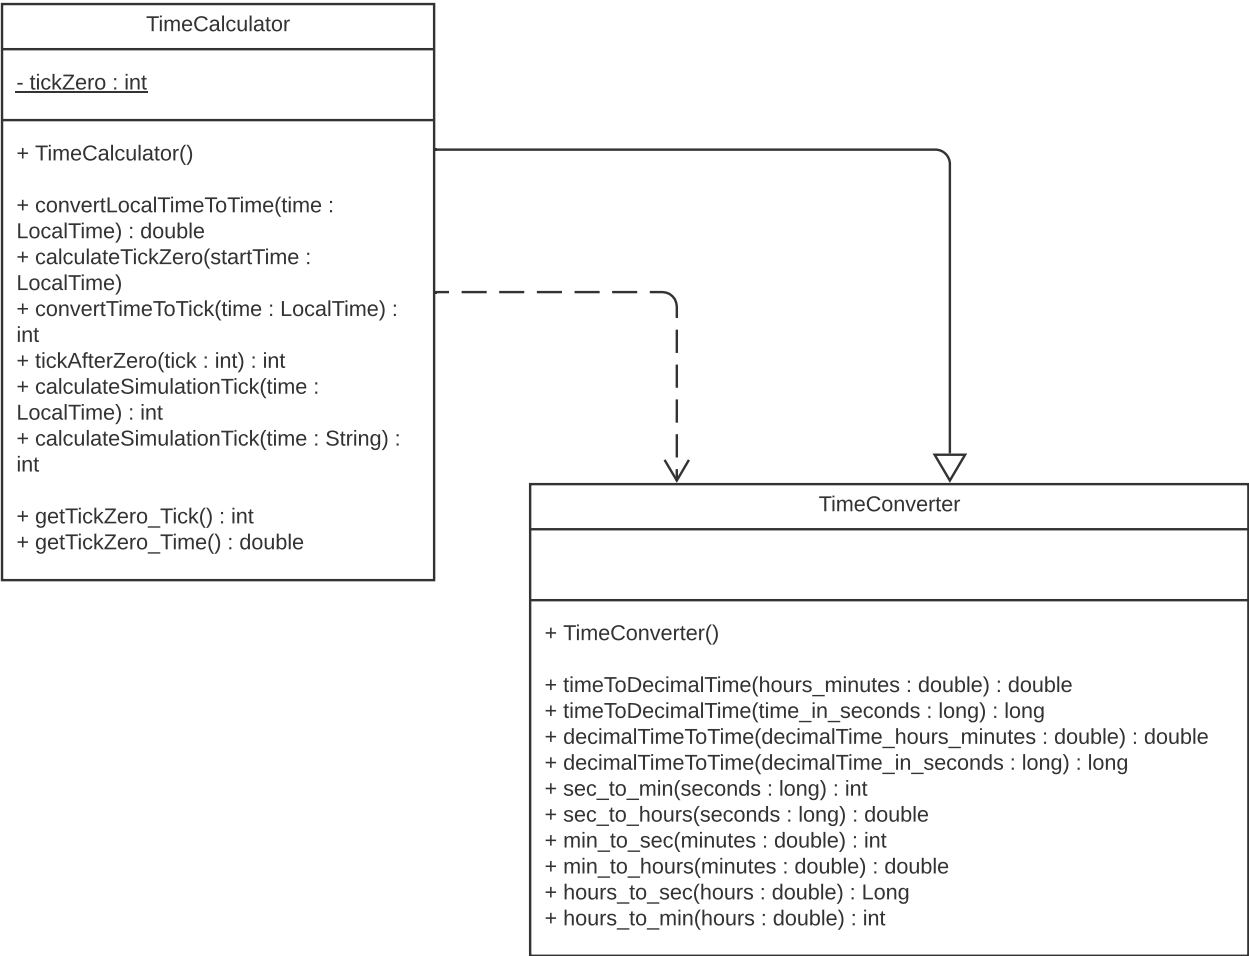 TimeCalculator
- tickZero : int
+ TimeCalculator()
+ convertLocalTimeToTime(time :
LocalTime) : double
+ calculateTickZero(startTime :
LocalTime)
+ convertTimeToTick(time : LocalTime) :
int
+ tickAfterZero(tick : int) : int
+ calculateSimulationTick(time :
LocalTime) : int
+ calculateSimulationTick(time : String) :
int
+ getTickZero_Tick() : int
+ getTickZero_Time() : double
TimeConverter
+ TimeConverter()
+ timeToDecimalTime(hours_minutes : double) : double
+ timeToDecimalTime(time_in_seconds : long) : long
+ decimalTimeToTime(decimalTime_hours_minutes : double) : double
+ decimalTimeToTime(decimalTime_in_seconds : long) : long
+ sec_to_min(seconds : long) : int
+ sec_to_hours(seconds : long) : double
+ min_to_sec(minutes : double) : int
+ min_to_hours(minutes : double) : double
+ hours_to_sec(hours : double) : Long
+ hours_to_min(hours : double) : int